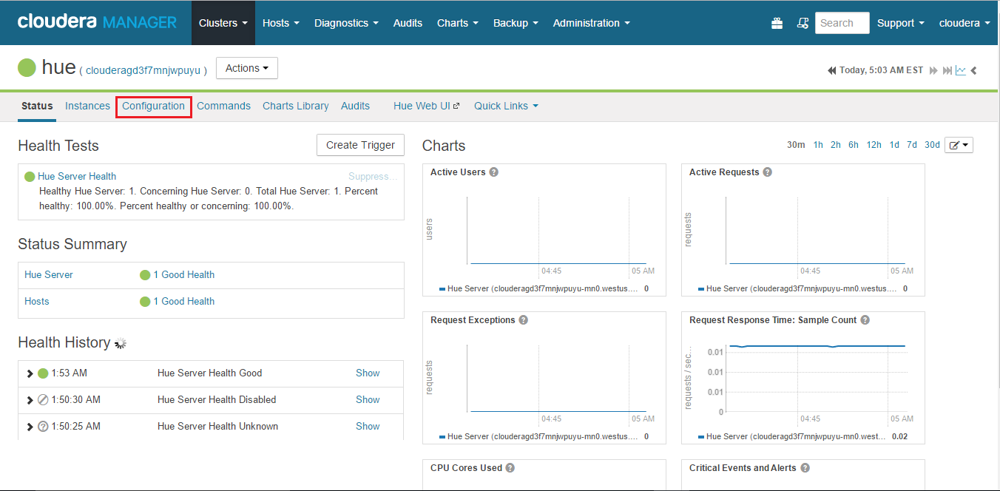 cloudera MANAGER Clusters Hosts Diagnostics Audits Charts Backup Administration Search Support cloudera
hue ( clouderagd3f7mnjwpuyu ) Actions Today, 5:03 AM EST
Status Instances Configuration Commands Charts Library Audits Hue Web UI Quick Links
Health Tests Create Trigger
Hue Server Health Suppress...
Healthy Hue Server: 1. Concerning Hue Server: 0. Total Hue Server: 1. Percent
healthy: 100.00%. Percent healthy or concerning: 100.00%.
Status Summary
Hue Server 1 Good Health
Hosts 1 Good Health
Health History
1:53 AM Hue Server Health Good Show
1:50:30 AM Hue Server Health Disabled Show
1:50:25 AM Hue Server Health Unknown Show
Charts 30m 1h 2h 6h 12h 1d 7d 30d
Active Users ?
users
04:45 05 AM
Hue Server (clouderagd3f7mnjwpuyu-mn0.westus.... 0
Active Requests ?
requests
04:45 05 AM
Hue Server (clouderagd3f7mnjwpuyu-mn0.westus.... 0
Request Exceptions ?
requests
04:45 05 AM
Hue Server (clouderagd3f7mnjwpuyu-mn0.westus.... 0
Request Response Time: Sample Count ?
requests / sec...
0.01
0.01
0.01
0
04:45 05 AM
Hue Server (clouderagd3f7mnjwpuyu-mn0.west... 0.02
CPU Cores Used ?
Critical Events and Alerts ?